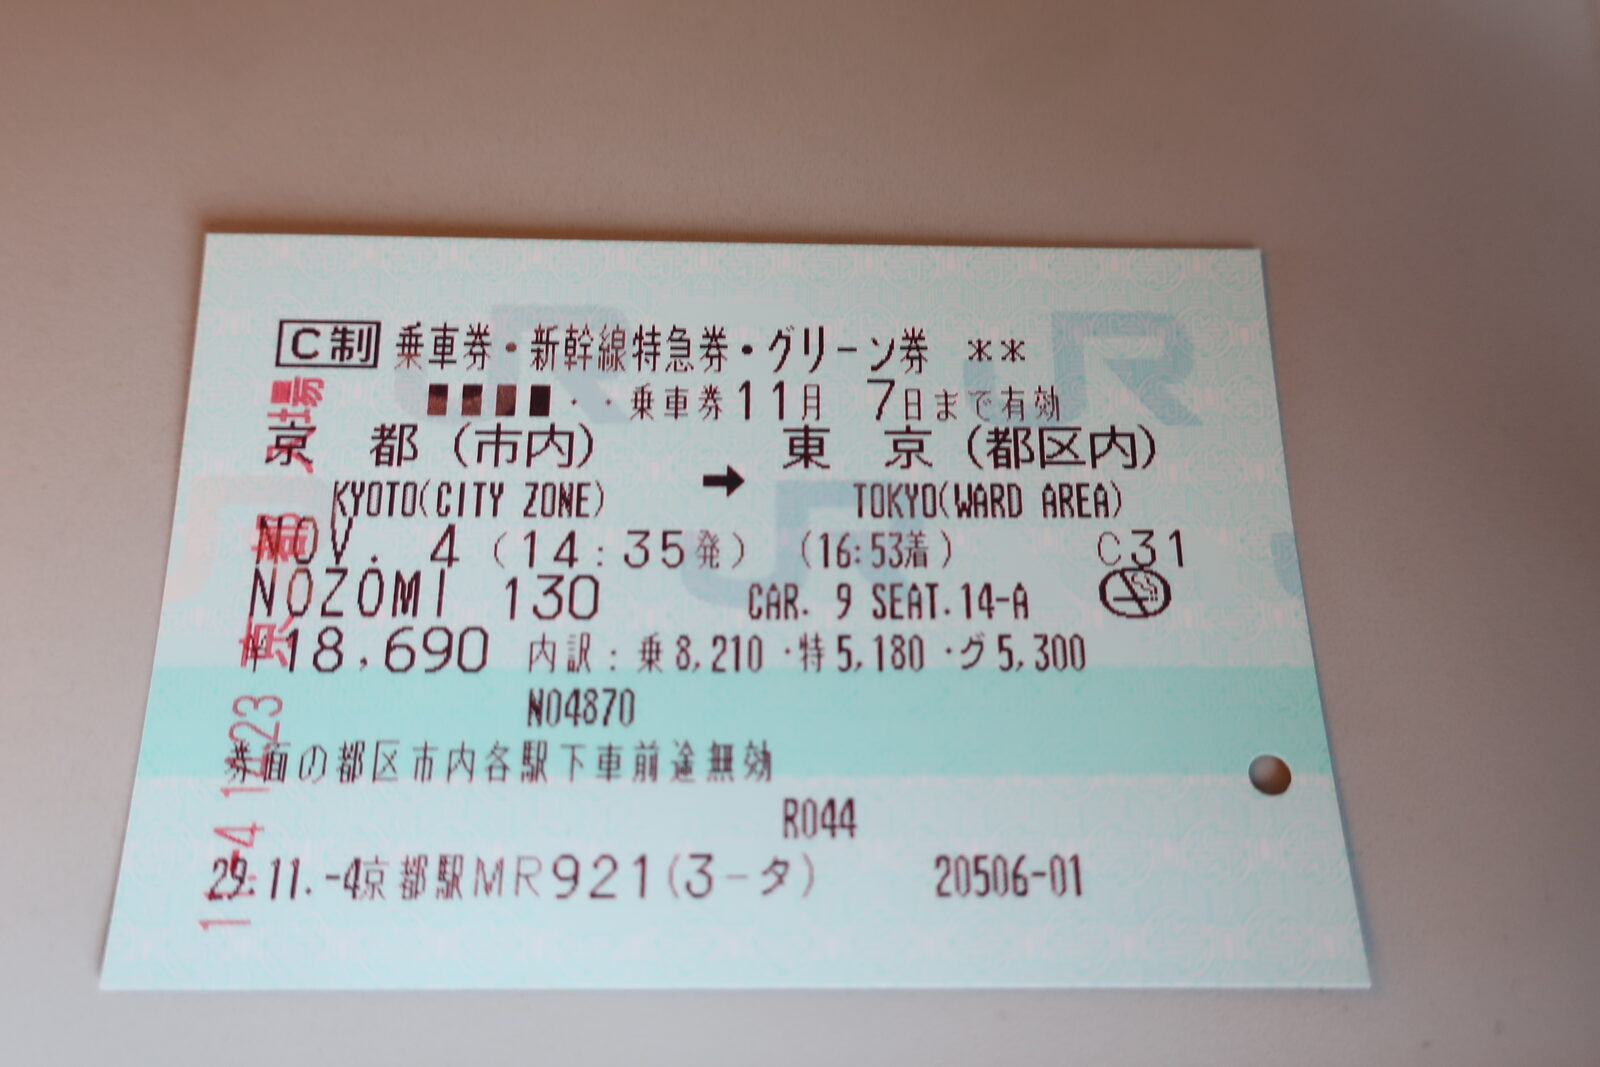 C制 乗車券・新幹線特急券・グリーン券 **
■■■■・・乗車券11月 7日まで有効
京 都 (市内) → 東 京 (都区内)
KYOTO(CITY ZONE) TOKYO(WARD AREA)
NOV. 4 (14:35発) (16:53着) C31
NOZOMI 130 CAR. 9 SEAT.14-A
¥18,690 内訳:乗8,210・特5,180・グ5,300
N04870
券面の都区市内各駅下車前途無効
R044
29.11.-4京都駅MR921(3-タ) 20506-01
JR
JR
JR